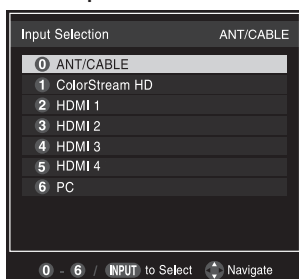 Input Selection ANT/CABLE
0 ANT/CABLE
1 ColorStream HD
2 HDMI 1
3 HDMI 2
4 HDMI 3
5 HDMI 4
6 PC
0 - 6 / INPUT to Select Navigate